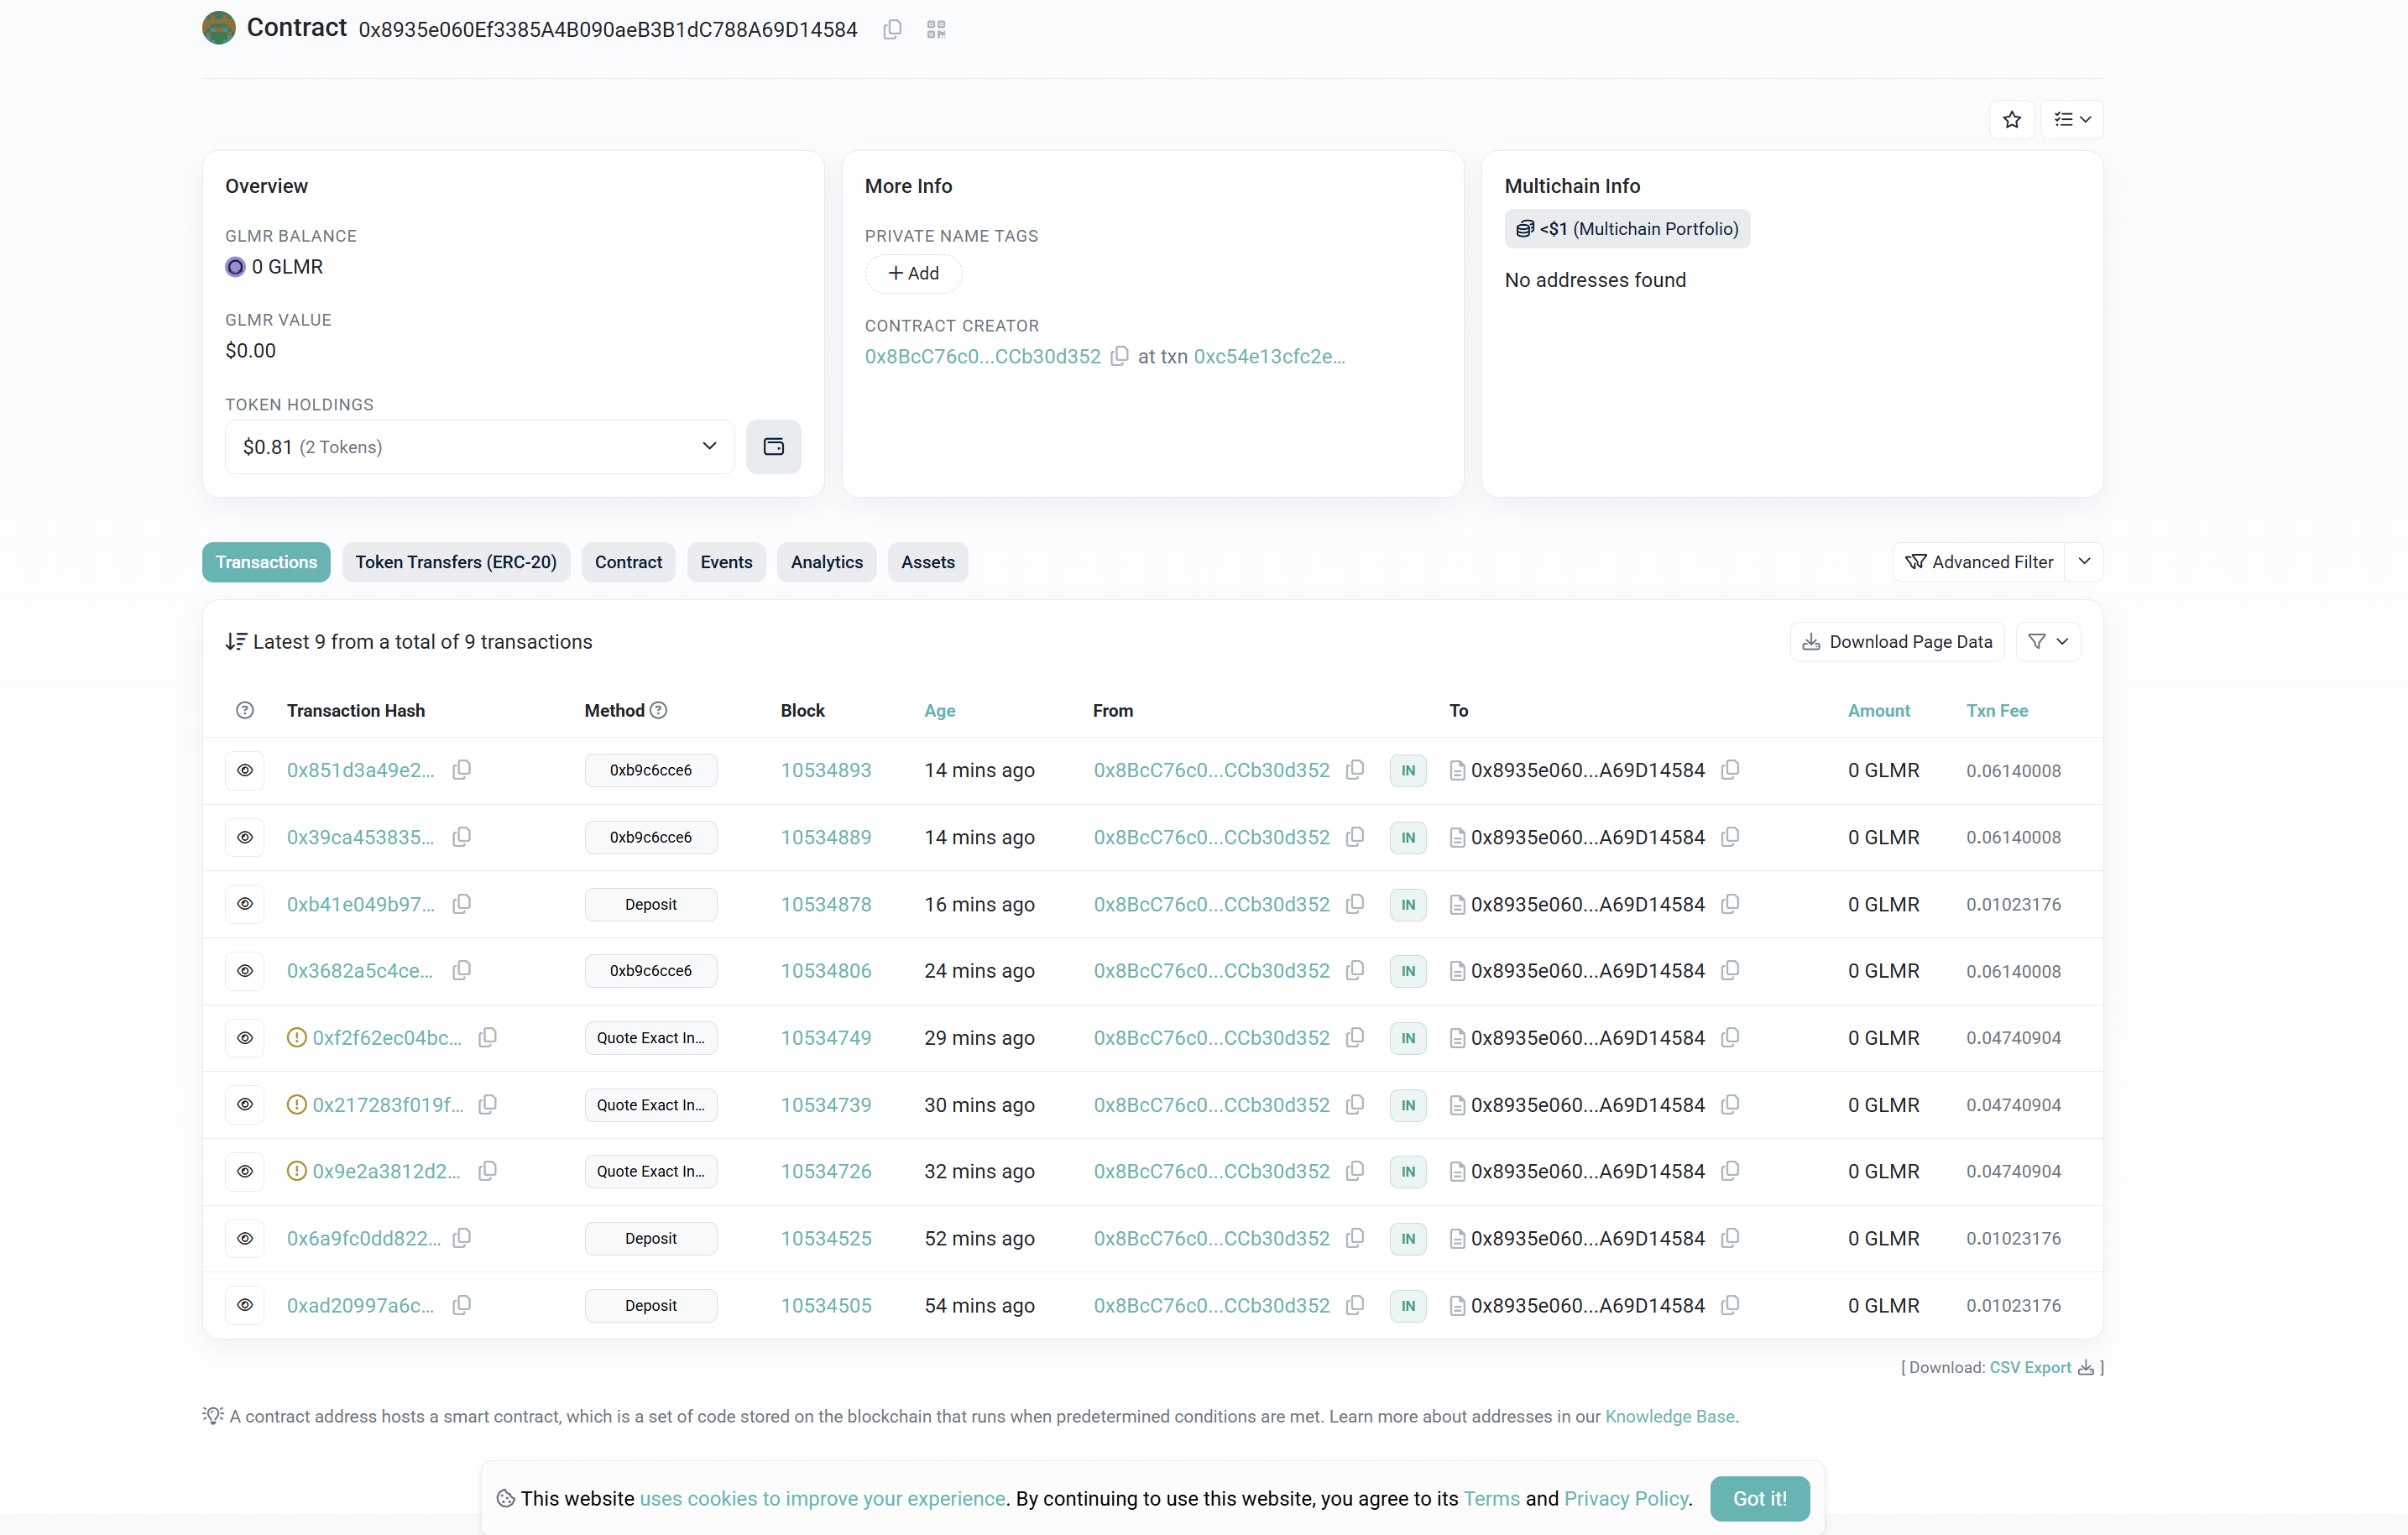 Contract 0x8935e060Ef3385A4B090aeB3B1dC788A69D14584
Overview
GLMR BALANCE
0 GLMR
GLMR VALUE
$0.00
TOKEN HOLDINGS
$0.81 (2 Tokens)
More Info
PRIVATE NAME TAGS
+ Add
CONTRACT CREATOR
0x8BcC76c0...CCb30d352 at txn 0xc54e13cfc2e...
Multichain Info
<$1 (Multichain Portfolio)
No addresses found
Transactions Token Transfers (ERC-20) Contract Events Analytics Assets Advanced Filter
Latest 9 from a total of 9 transactions Download Page Data
Transaction Hash Method Block Age From To Amount Txn Fee
0x851d3a49e2... 0xb9c6cce6 10534893 14 mins ago 0x8BcC76c0...CCb30d352 IN 0x8935e060...A69D14584 0 GLMR 0.06140008
0x39ca453835... 0xb9c6cce6 10534889 14 mins ago 0x8BcC76c0...CCb30d352 IN 0x8935e060...A69D14584 0 GLMR 0.06140008
0xb41e049b97... Deposit 10534878 16 mins ago 0x8BcC76c0...CCb30d352 IN 0x8935e060...A69D14584 0 GLMR 0.01023176
0x3682a5c4ce... 0xb9c6cce6 10534806 24 mins ago 0x8BcC76c0...CCb30d352 IN 0x8935e060...A69D14584 0 GLMR 0.06140008
0xf2f62ec04bc... Quote Exact In... 10534749 29 mins ago 0x8BcC76c0...CCb30d352 IN 0x8935e060...A69D14584 0 GLMR 0.04740904
0x217283f019f... Quote Exact In... 10534739 30 mins ago 0x8BcC76c0...CCb30d352 IN 0x8935e060...A69D14584 0 GLMR 0.04740904
0x9e2a3812d2... Quote Exact In... 10534726 32 mins ago 0x8BcC76c0...CCb30d352 IN 0x8935e060...A69D14584 0 GLMR 0.04740904
0x6a9fc0dd822... Deposit 10534525 52 mins ago 0x8BcC76c0...CCb30d352 IN 0x8935e060...A69D14584 0 GLMR 0.01023176
0xad20997a6c... Deposit 10534505 54 mins ago 0x8BcC76c0...CCb30d352 IN 0x8935e060...A69D14584 0 GLMR 0.01023176
[ Download: CSV Export ]
A contract address hosts a smart contract, which is a set of code stored on the blockchain that runs when predetermined conditions are met. Learn more about addresses in our Knowledge Base.
This website uses cookies to improve your experience. By continuing to use this website, you agree to its Terms and Privacy Policy. Got it!